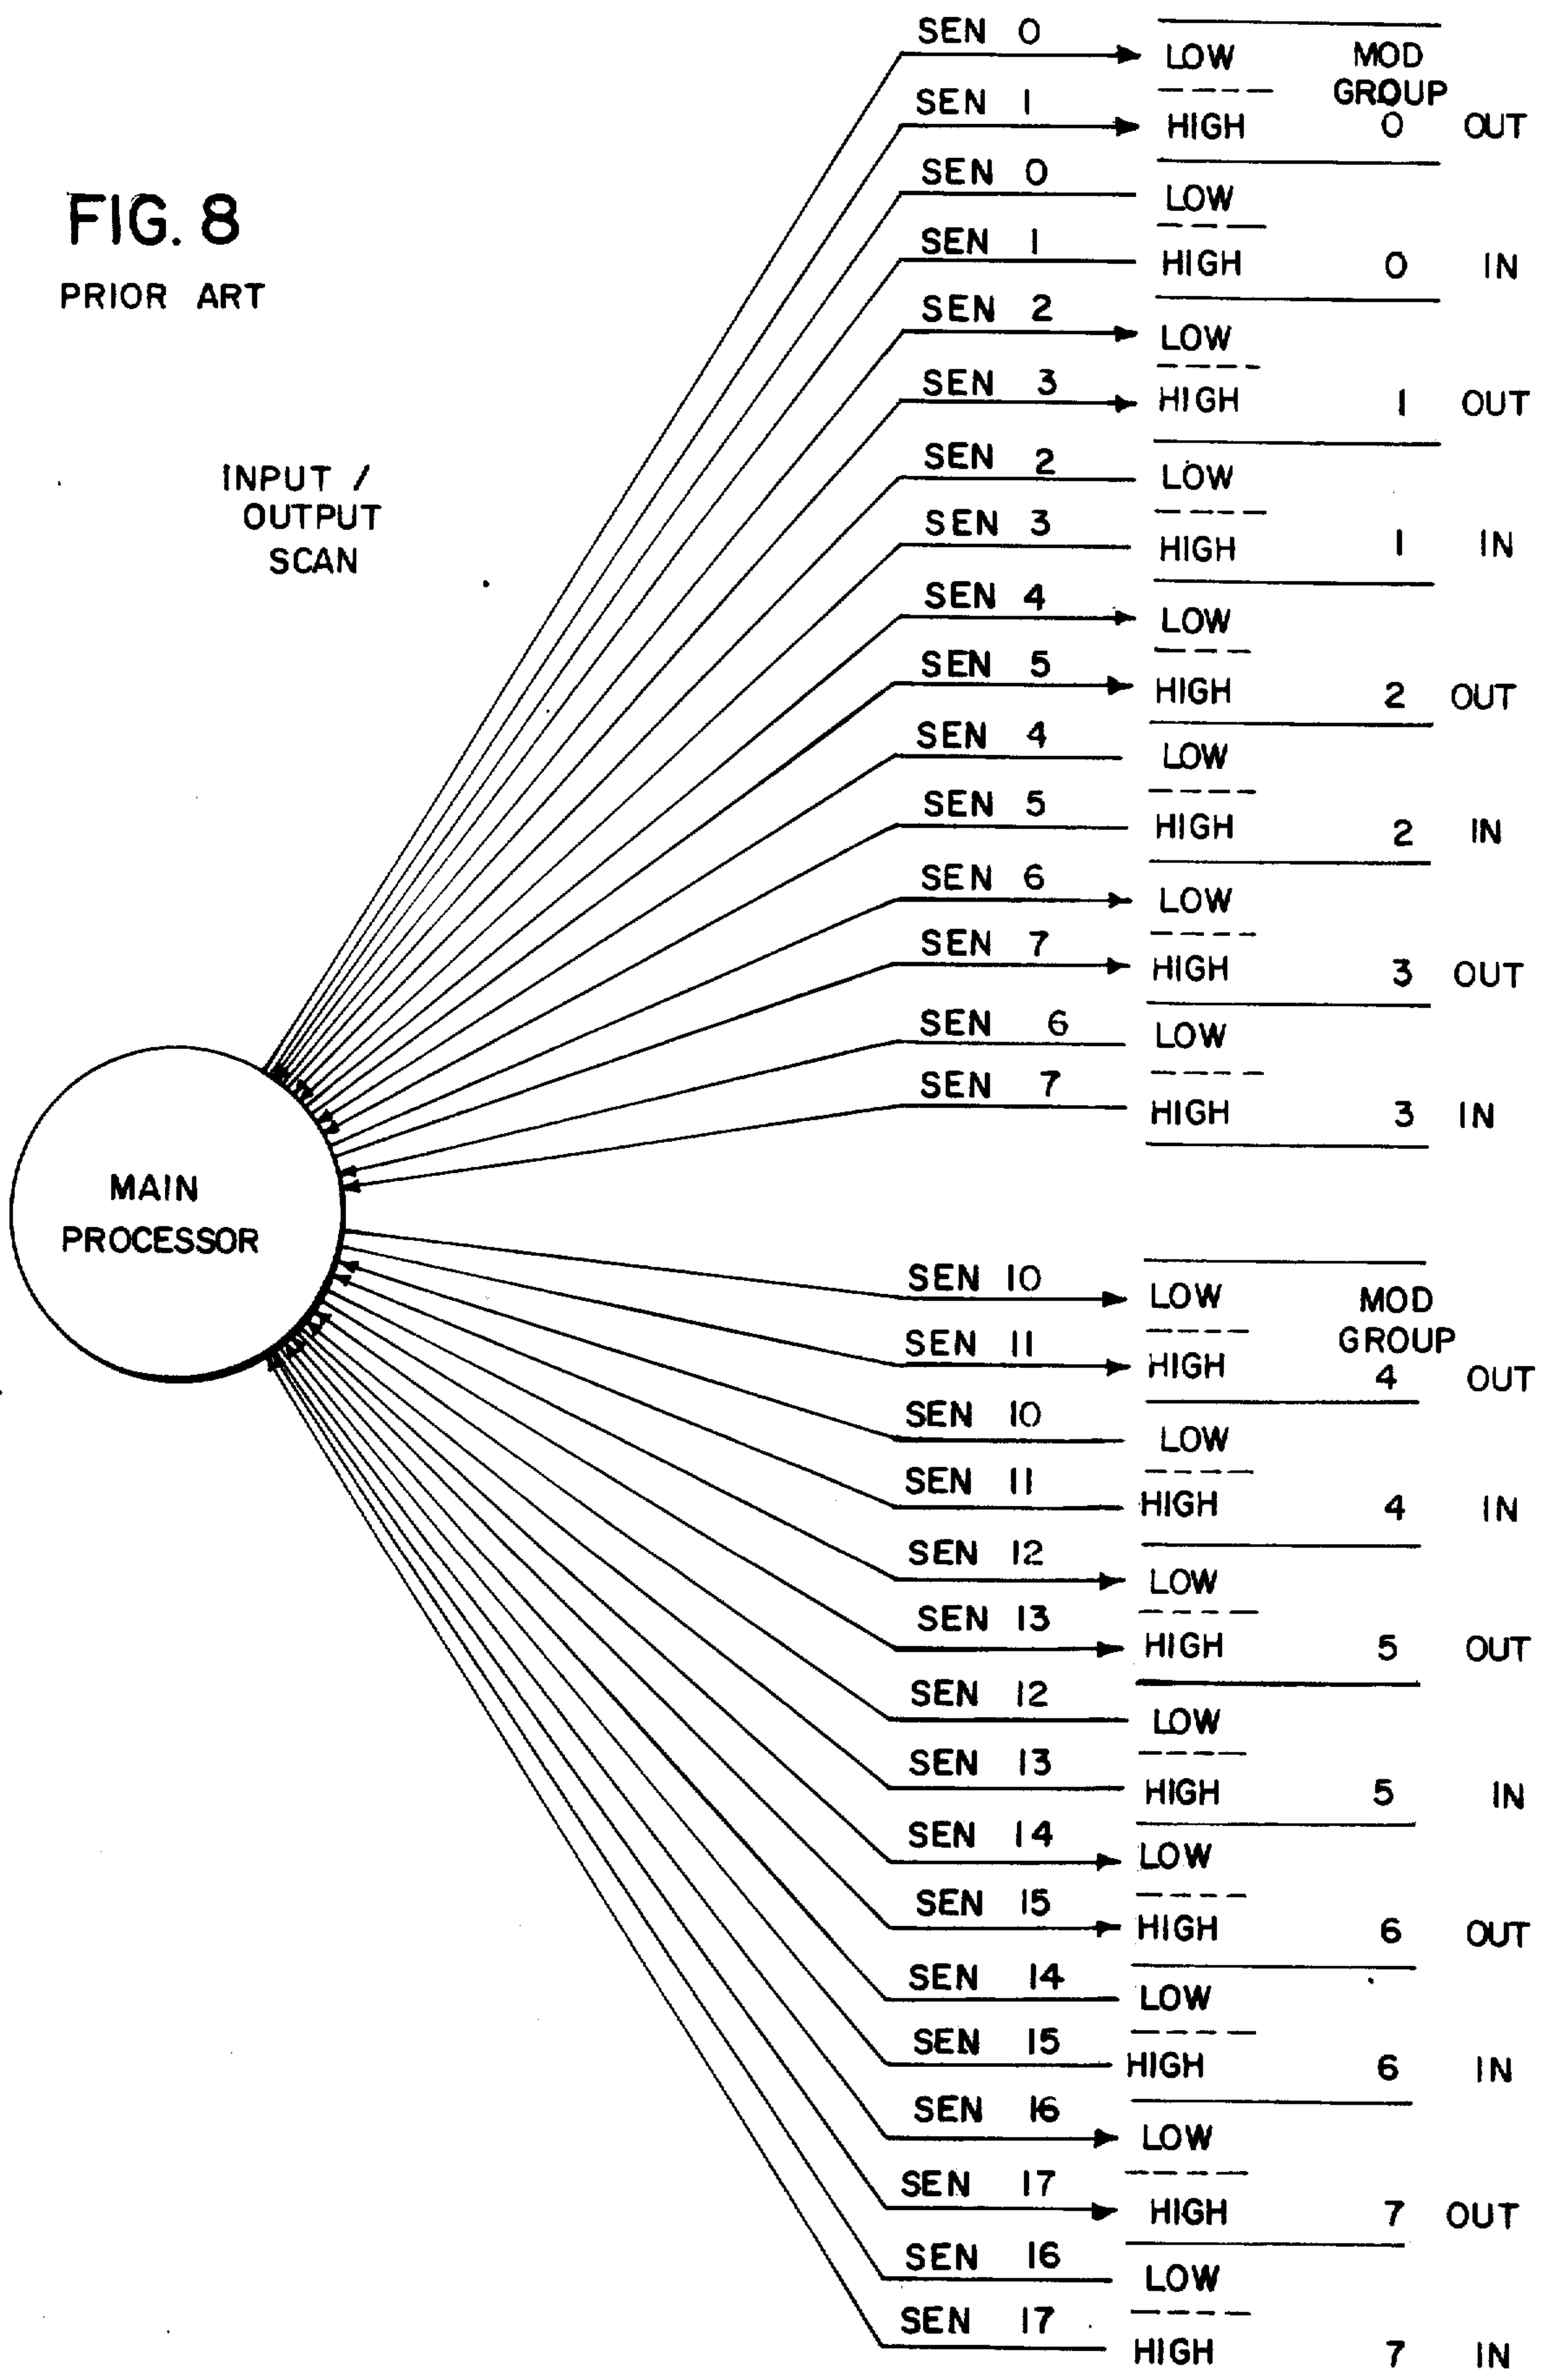 FIG. 8
PRIOR ART
INPUT /
OUTPUT
SCAN
MAIN
PROCESSOR
SEN 0 LOW MOD
GROUP
SEN 1 HIGH 0 OUT
SEN 0 LOW
SEN 1 HIGH 0 IN
SEN 2 LOW
SEN 3 HIGH 1 OUT
SEN 2 LOW
SEN 3 HIGH 1 IN
SEN 4 LOW
SEN 5 HIGH 2 OUT
SEN 4 LOW
SEN 5 HIGH 2 IN
SEN 6 LOW
SEN 7 HIGH 3 OUT
SEN 6 LOW
SEN 7 HIGH 3 IN
SEN 10 LOW MOD
GROUP
SEN 11 HIGH 4 OUT
SEN 10 LOW
SEN 11 HIGH 4 IN
SEN 12 LOW
SEN 13 HIGH 5 OUT
SEN 12 LOW
SEN 13 HIGH 5 IN
SEN 14 LOW
SEN 15 HIGH 6 OUT
SEN 14 LOW
SEN 15 HIGH 6 IN
SEN 16 LOW
SEN 17 HIGH 7 OUT
SEN 16 LOW
SEN 17 HIGH 7 IN